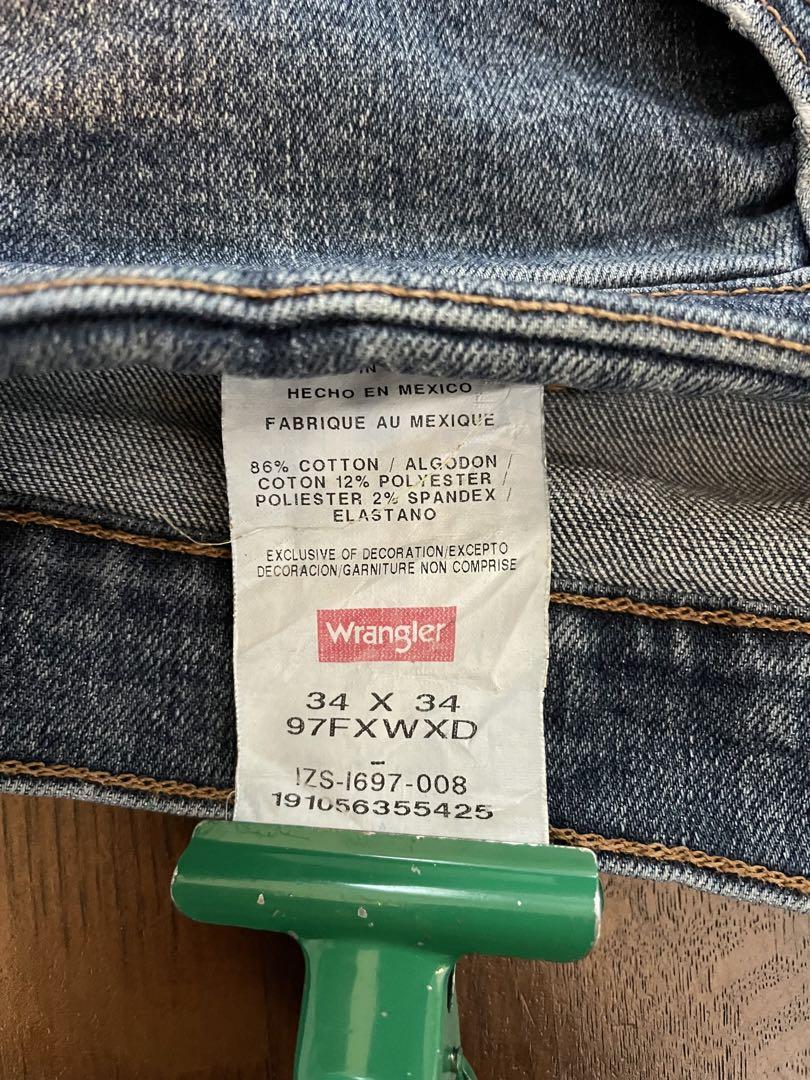 IN
HECHO EN MEXICO
FABRIQUE AU MEXIQUE
86% COTTON / ALGODON /
COTON 12% POLYESTER /
POLIESTER 2% SPANDEX /
ELASTANO
EXCLUSIVE OF DECORATION/EXCEPTO
DECORACION/GARNITURE NON COMPRISE
Wrangler
34 X 34
97FXWXD
-
IZS-I697-008
191056355425